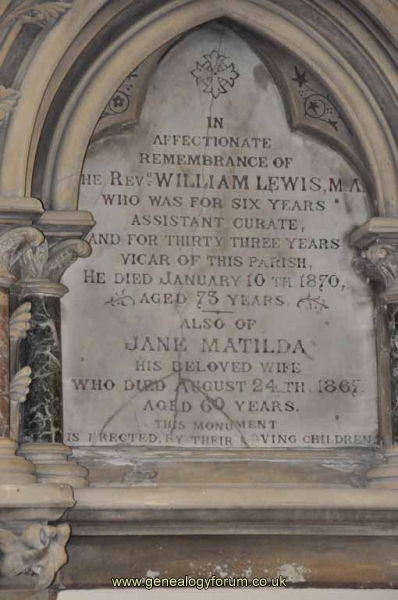 IN
AFFECTIONATE
REMEMBRANCE OF
HE REVD. WILLIAM LEWIS, M.A.
WHO WAS FOR SIX YEARS
ASSISTANT CURATE,
AND FOR THIRTY THREE YEARS
VICAR OF THIS PARISH,
HE DIED JANUARY 10TH 1870,
AGED 73 YEARS.
ALSO OF
JANE MATILDA
HIS BELOVED WIFE
WHO DIED AUGUST 24TH. 1867.
AGED 60 YEARS.
THIS MONUMENT
IS ERECTED, BY THEIR LOVING CHILDREN
www.genealogyforum.co.uk